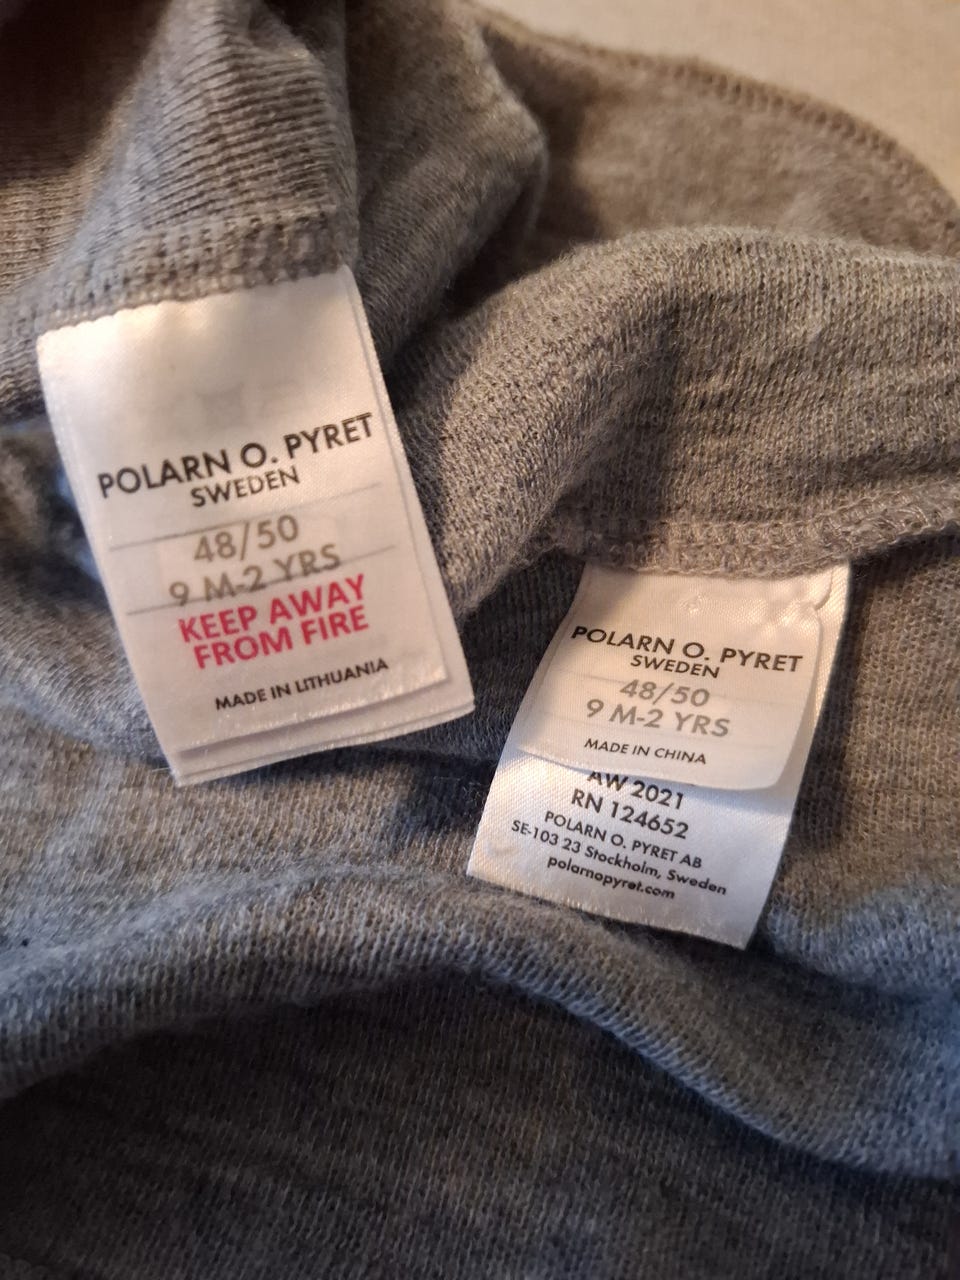 POLARN O. PYRET
SWEDEN
48/50
9 M-2 YRS
KEEP AWAY
FROM FIRE
MADE IN LITHUANIA
POLARN O. PYRET
SWEDEN
48/50
9 M-2 YRS
MADE IN CHINA
AW 2021
RN 124652
POLARN O. PYRET AB
SE-103 23 Stockholm, Sweden
polarnopyret.com